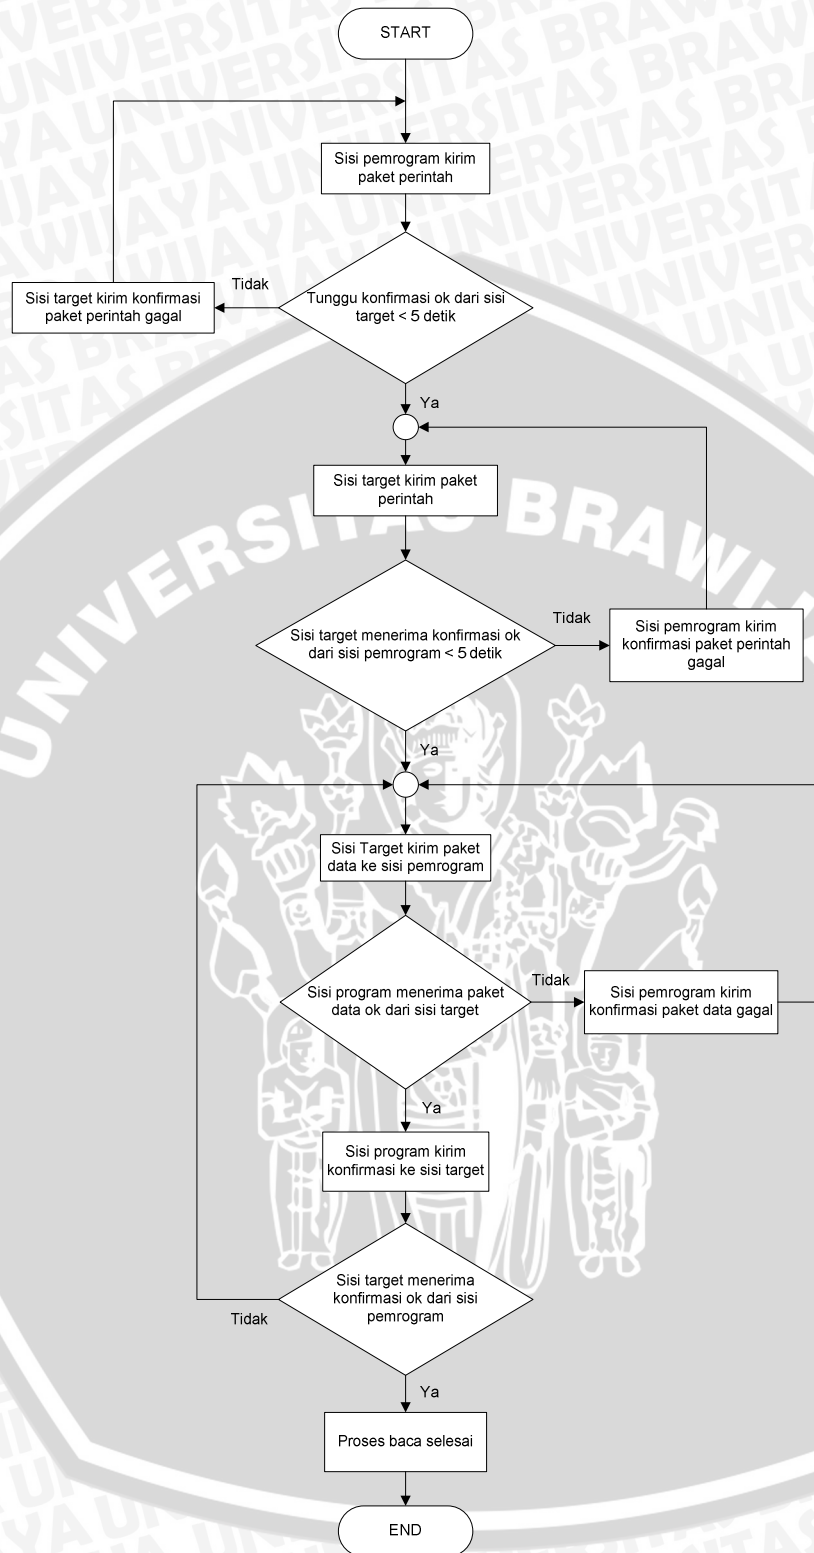 START
Sisi pemrogram kirim
paket perintah
Tidak
Sisi target kirim konfirmasi
paket perintah gagal
Tunggu konfirmasi ok dari sisi
target < 5 detik
Ya
Sisi target kirim paket
perintah
UNIVERSITAS BRAWIJ
Sisi target menerima konfirmasi ok
dari sisi pemrogram < 5 detik
Tidak
Sisi pemrogram kirim
konfirmasi paket perintah
gagal
Ya
Sisi Target kirim paket
data ke sisi pemrogram
Sisi program menerima paket
data ok dari sisi target
Tidak
Sisi pemrogram kirim
konfirmasi paket data gagal
Ya
Sisi program kirim
konfirmasi ke sisi target
Sisi target menerima
konfirmasi ok dari sisi
pemrogram
Tidak
Ya
Proses baca selesai
END